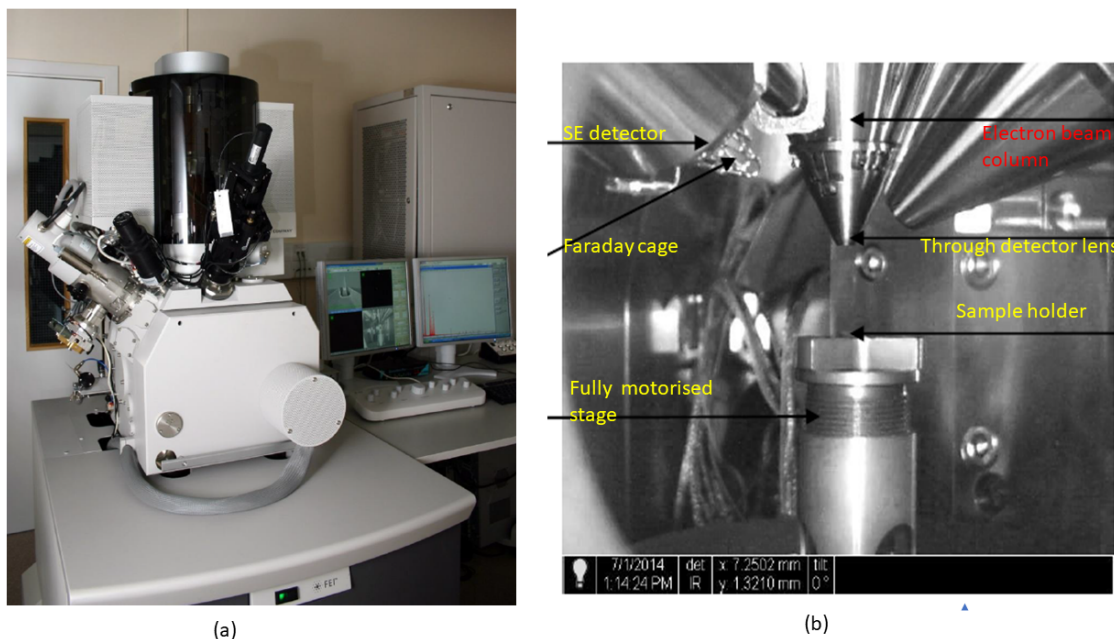 SE detector
Electron beam
column
Faraday cage
Through detector lens
Sample holder
Fully motorised
stage
7/1/2014 det x: 7.2502 mm tilt
1:14:24 PM IR y: 1.3210 mm 0°
FEI
(a)
(b)